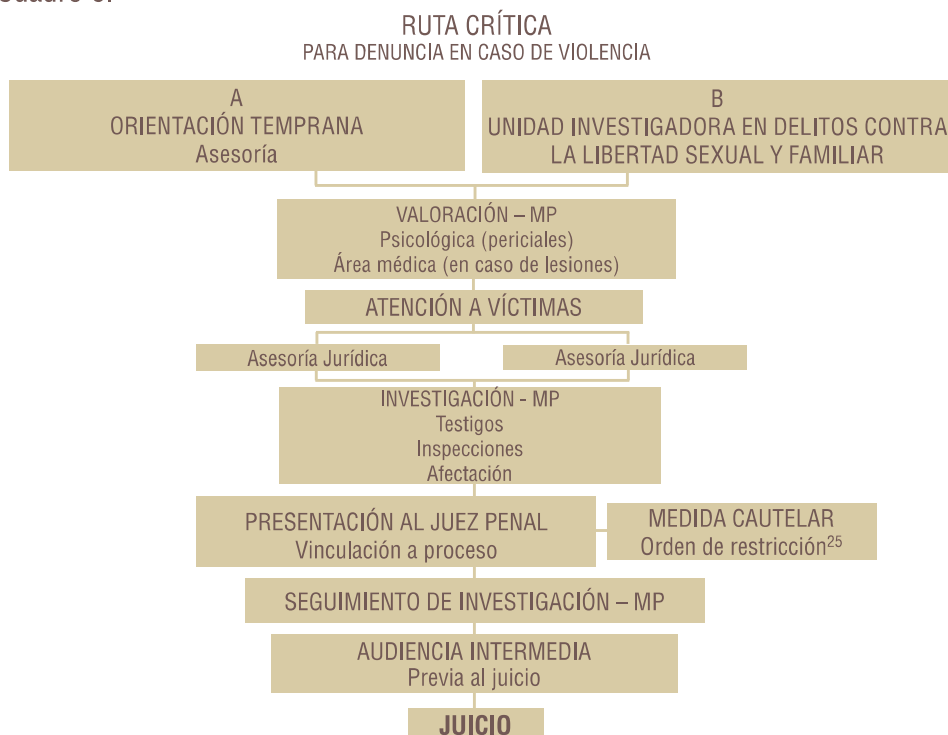 RUTA CRÍTICA
PARA DENUNCIA EN CASO DE VIOLENCIA
A
ORIENTACIÓN TEMPRANA
Asesoría
B
UNIDAD INVESTIGADORA EN DELITOS CONTRA
LA LIBERTAD SEXUAL Y FAMILIAR
VALORACIÓN – MP
Psicológica (periciales)
Área médica (en caso de lesiones)
ATENCIÓN A VÍCTIMAS
Asesoría Jurídica
Asesoría Jurídica
INVESTIGACIÓN - MP
Testigos
Inspecciones
Afectación
PRESENTACIÓN AL JUEZ PENAL
Vinculación a proceso
MEDIDA CAUTELAR
Orden de restricción²⁵
SEGUIMIENTO DE INVESTIGACIÓN – MP
AUDIENCIA INTERMEDIA
Previa al juicio
JUICIO